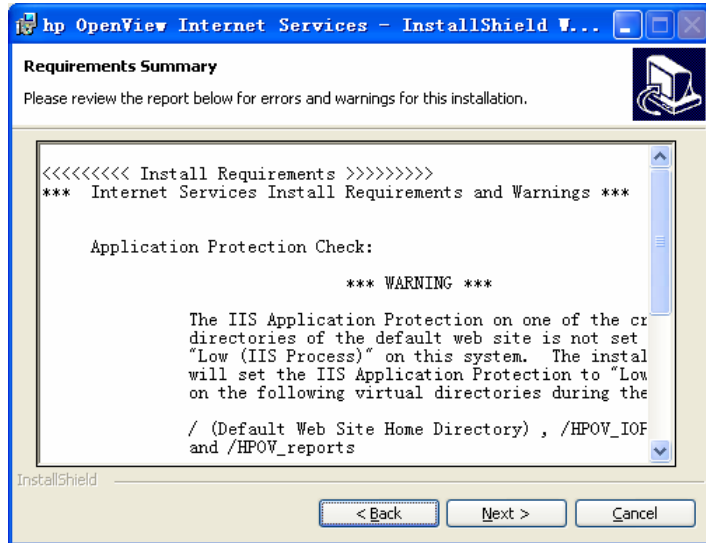 hp OpenView Internet Services - InstallShield W...
Requirements Summary
Please review the report below for errors and warnings for this installation.
<<<<<<<<< Install Requirements >>>>>>>>>
*** Internet Services Install Requirements and Warnings ***
Application Protection Check:
*** WARNING ***
The IIS Application Protection on one of the cr
directories of the default web site is not set
"Low (IIS Process)" on this system. The instal
will set the IIS Application Protection to "Low
on the following virtual directories during the
/ (Default Web Site Home Directory) , /HPOV_IOP
and /HPOV_reports
InstallShield
< Back
Next >
Cancel